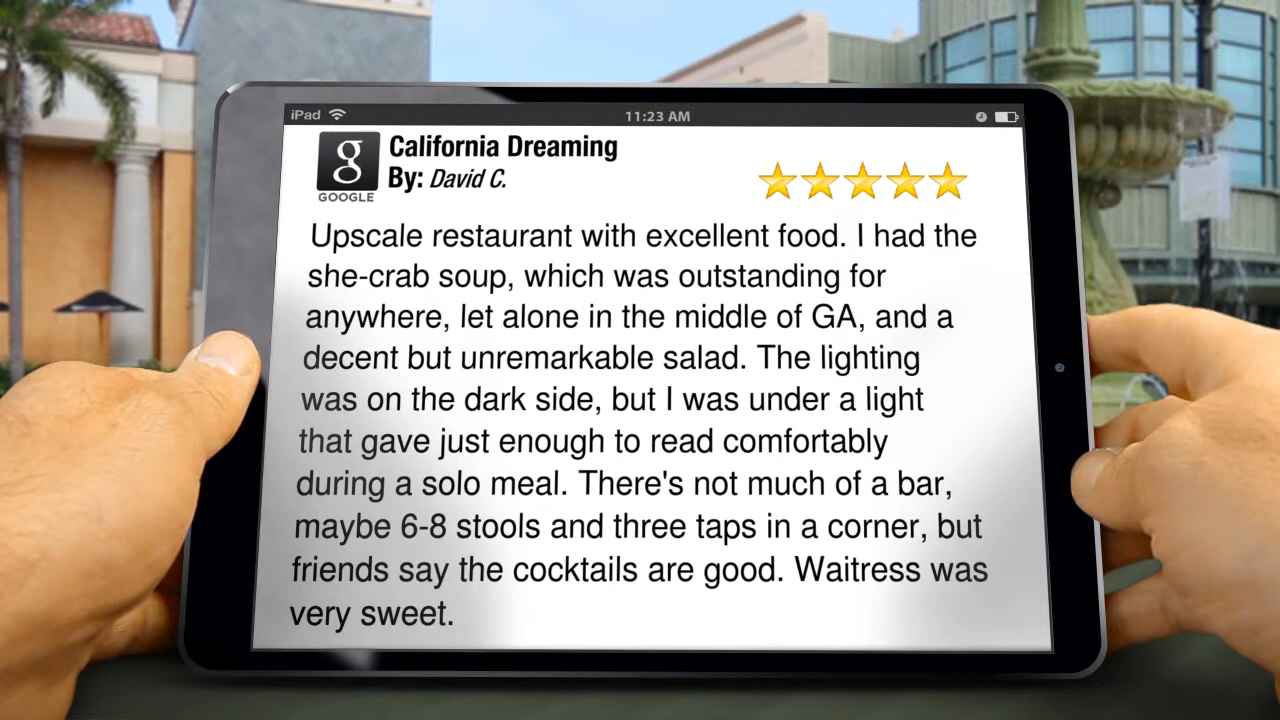 iPad 11:23 AM
g
GOOGLE
California Dreaming
By: David C.
Upscale restaurant with excellent food. I had the
she-crab soup, which was outstanding for
anywhere, let alone in the middle of GA, and a
decent but unremarkable salad. The lighting
was on the dark side, but I was under a light
that gave just enough to read comfortably
during a solo meal. There's not much of a bar,
maybe 6-8 stools and three taps in a corner, but
friends say the cocktails are good. Waitress was
very sweet.